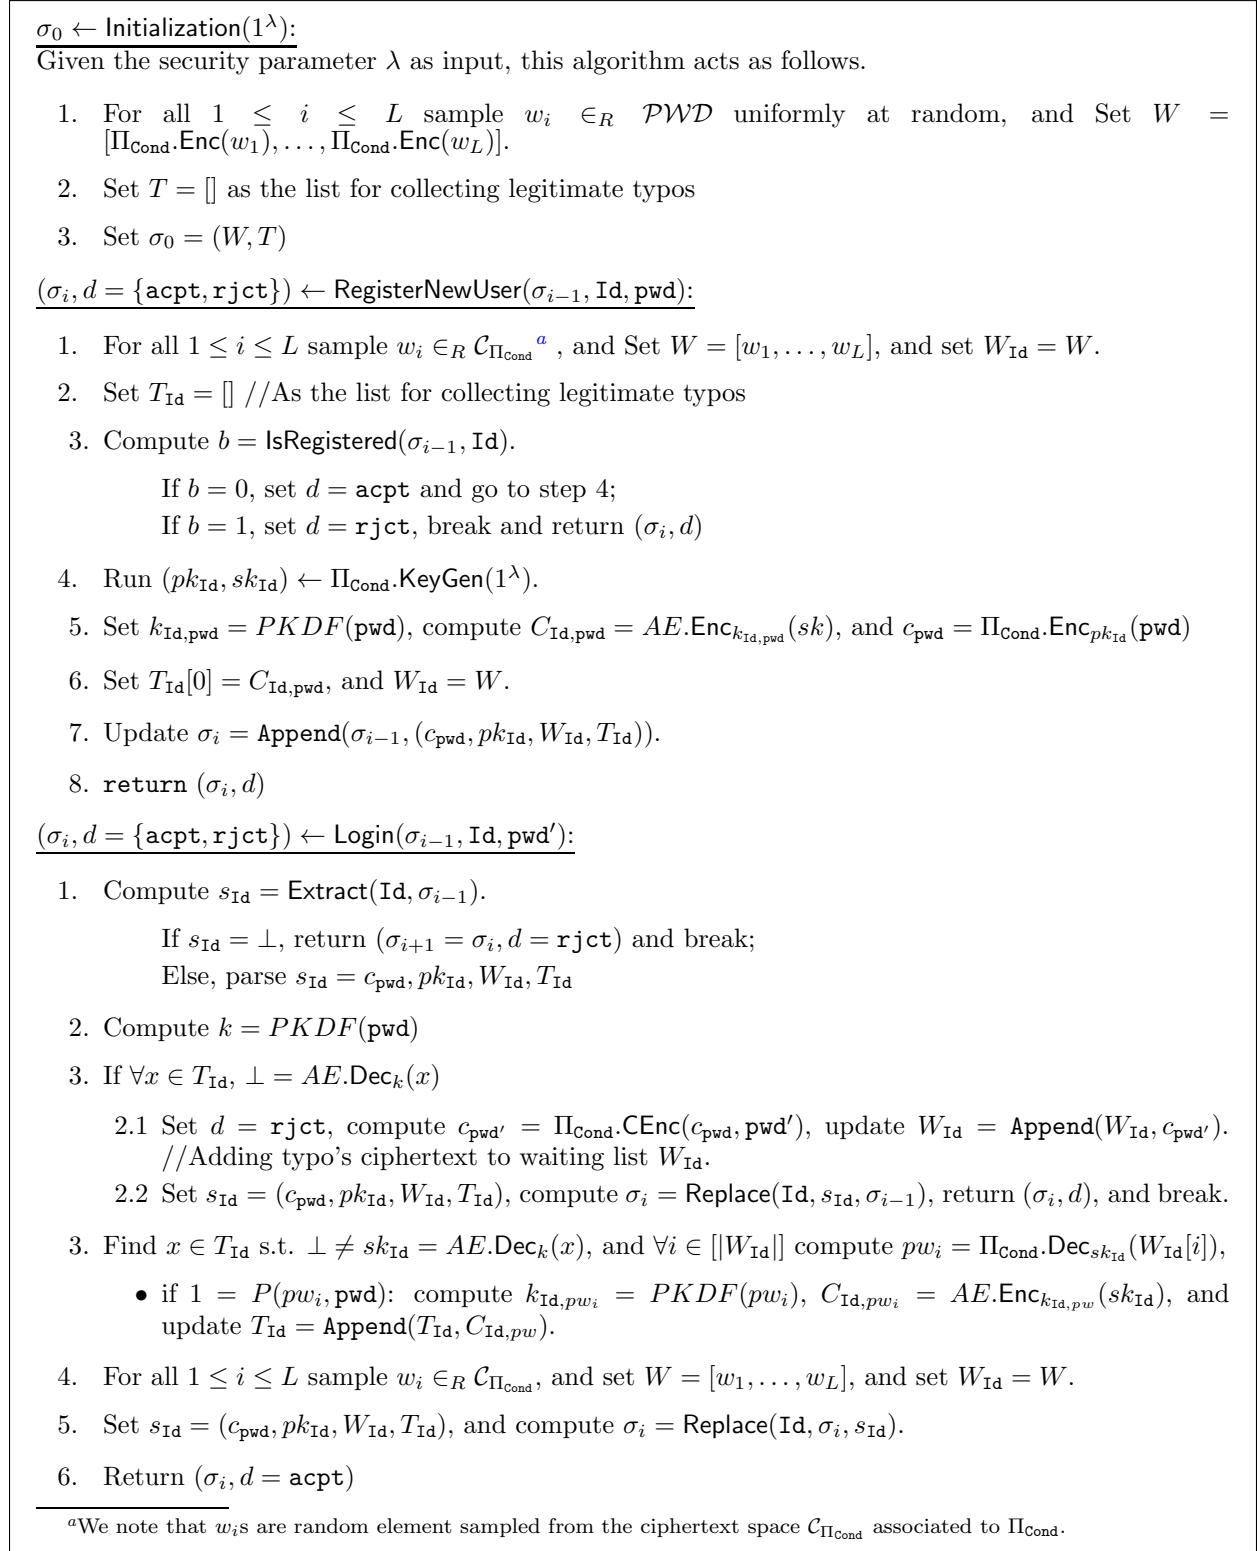 σ₀ ← Initialization(1^λ):
Given the security parameter λ as input, this algorithm acts as follows.
1. For all 1 ≤ i ≤ L sample w_i ∈_R 𝒫𝒲𝒟 uniformly at random, and Set W =
[Π_Cond.Enc(w_1), . . . , Π_Cond.Enc(w_L)].
2. Set T = [] as the list for collecting legitimate typos
3. Set σ₀ = (W, T)
(σ_i, d = {acpt, rjct}) ← RegisterNewUser(σ_{i−1}, Id, pwd):
1. For all 1 ≤ i ≤ L sample w_i ∈_R 𝒞_{Π_Cond} ^a , and Set W = [w_1, . . . , w_L], and set W_Id = W.
2. Set T_Id = [] //As the list for collecting legitimate typos
3. Compute b = IsRegistered(σ_{i−1}, Id).
If b = 0, set d = acpt and go to step 4;
If b = 1, set d = rjct, break and return (σ_i, d)
4. Run (pk_Id, sk_Id) ← Π_Cond.KeyGen(1^λ).
5. Set k_{Id,pwd} = PKDF(pwd), compute C_{Id,pwd} = AE.Enc_{k_{Id,pwd}}(sk), and c_pwd = Π_Cond.Enc_{pk_Id}(pwd)
6. Set T_Id[0] = C_{Id,pwd}, and W_Id = W.
7. Update σ_i = Append(σ_{i−1}, (c_pwd, pk_Id, W_Id, T_Id)).
8. return (σ_i, d)
(σ_i, d = {acpt, rjct}) ← Login(σ_{i−1}, Id, pwd′):
1. Compute s_Id = Extract(Id, σ_{i−1}).
If s_Id = ⊥, return (σ_{i+1} = σ_i, d = rjct) and break;
Else, parse s_Id = c_pwd, pk_Id, W_Id, T_Id
2. Compute k = PKDF(pwd)
3. If ∀x ∈ T_Id, ⊥ = AE.Dec_k(x)
2.1 Set d = rjct, compute c_{pwd′} = Π_Cond.CEnc(c_pwd, pwd′), update W_Id = Append(W_Id, c_{pwd′}).
//Adding typo's ciphertext to waiting list W_Id.
2.2 Set s_Id = (c_pwd, pk_Id, W_Id, T_Id), compute σ_i = Replace(Id, s_Id, σ_{i−1}), return (σ_i, d), and break.
3. Find x ∈ T_Id s.t. ⊥ ≠ sk_Id = AE.Dec_k(x), and ∀i ∈ [|W_Id|] compute pw_i = Π_Cond.Dec_{sk_Id}(W_Id[i]),
• if 1 = P(pw_i, pwd): compute k_{Id,pw_i} = PKDF(pw_i), C_{Id,pw_i} = AE.Enc_{k_{Id,pw}}(sk_Id), and
update T_Id = Append(T_Id, C_{Id,pw}).
4. For all 1 ≤ i ≤ L sample w_i ∈_R 𝒞_{Π_Cond}, and set W = [w_1, . . . , w_L], and set W_Id = W.
5. Set s_Id = (c_pwd, pk_Id, W_Id, T_Id), and compute σ_i = Replace(Id, σ_i, s_Id).
6. Return (σ_i, d = acpt)
^a We note that w_i s are random element sampled from the ciphertext space 𝒞_{Π_Cond} associated to Π_Cond.